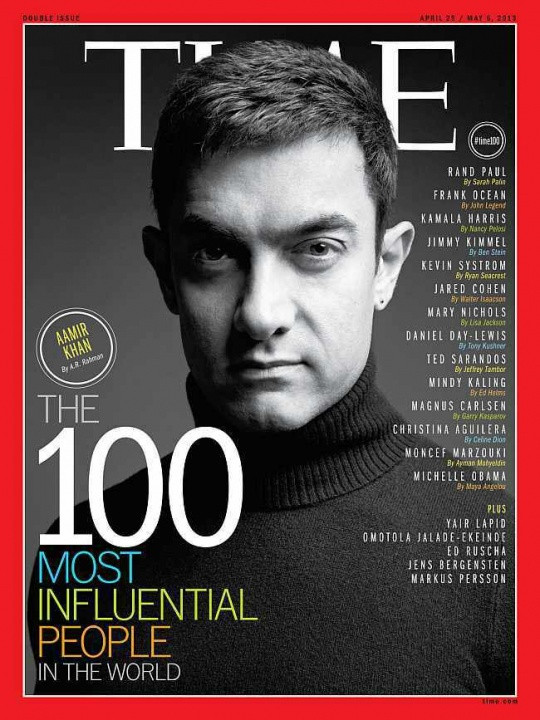 DOUBLE ISSUE
APRIL 29 / MAY 6, 2013
TIME
#time100
RAND PAUL
By Sarah Palin
FRANK OCEAN
By John Legend
KAMALA HARRIS
By Nancy Pelosi
JIMMY KIMMEL
By Ben Stein
KEVIN SYSTROM
By Ryan Seacrest
JARED COHEN
By Walter Isaacson
MARY NICHOLS
By Lisa Jackson
DANIEL DAY-LEWIS
By Tony Kushner
TED SARANDOS
By Jeffrey Tambor
MINDY KALING
By Ed Helms
MAGNUS CARLSEN
By Garry Kasparov
CHRISTINA AGUILERA
By Celine Dion
MONCEF MARZOUKI
By Ayman Mohyeldin
MICHELLE OBAMA
By Maya Angelou
PLUS
YAIR LAPID
OMOTOLA JALADE-EKEINDE
ED RUSCHA
JENS BERGENSTEN
MARKUS PERSSON
AAMIR
KHAN
By A.R. Rahman
THE
100
MOST
INFLUENTIAL
PEOPLE
IN THE WORLD
time.com